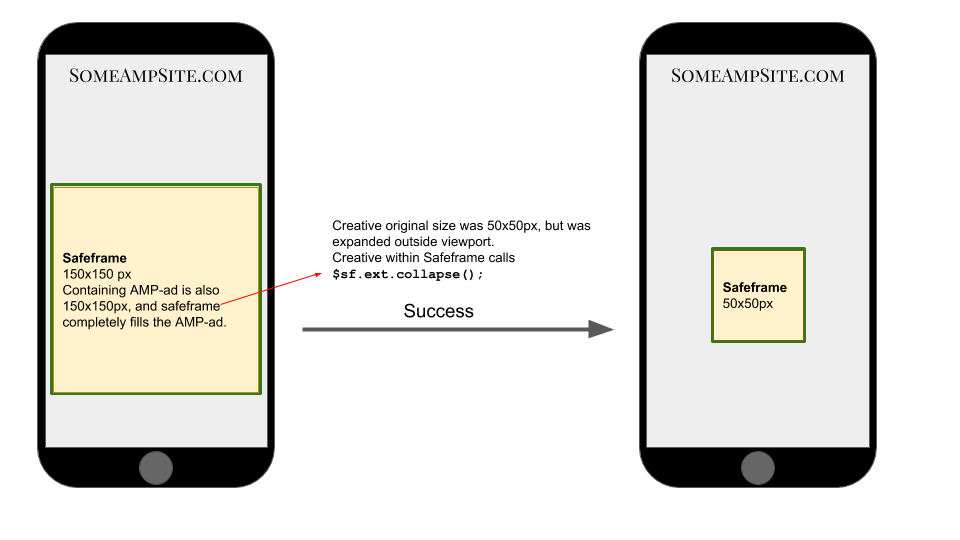 SomeAmpSite.com
Safeframe
150x150 px
Containing AMP-ad is also
150x150px, and safeframe
completely fills the AMP-ad.
Creative original size was 50x50px, but was
expanded outside viewport.
Creative within Safeframe calls
$sf.ext.collapse();
Success
SomeAmpSite.com
Safeframe
50x50px